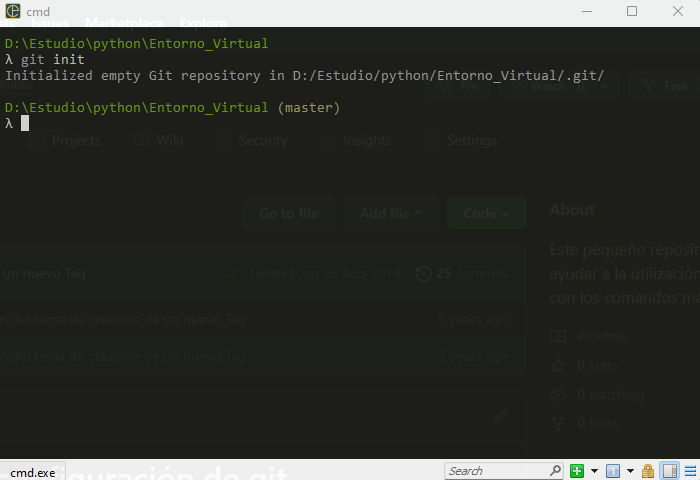 cmd
Issues Marketplace Explore
D:\Estudio\python\Entorno_Virtual
λ git init
Initialized empty Git repository in D:/Estudio/python/Entorno_Virtual/.git/
Public Pin Watch 0 Fork
D:\Estudio\python\Entorno_Virtual (master)
λ
Projects Wiki Security Insights Settings
Go to file Add file Code
About
Este pequeño reposit
un nuevo Tag on 26 Aug 2019 25 commits
ayudar a la utilización
con los comandos má
n del tema de creación de un nuevo Tag 3 years ago
Readme
n del tema de creación de un nuevo Tag 3 years ago
0 stars
0 watching
0 forks
figuración de git
cmd.exe Search